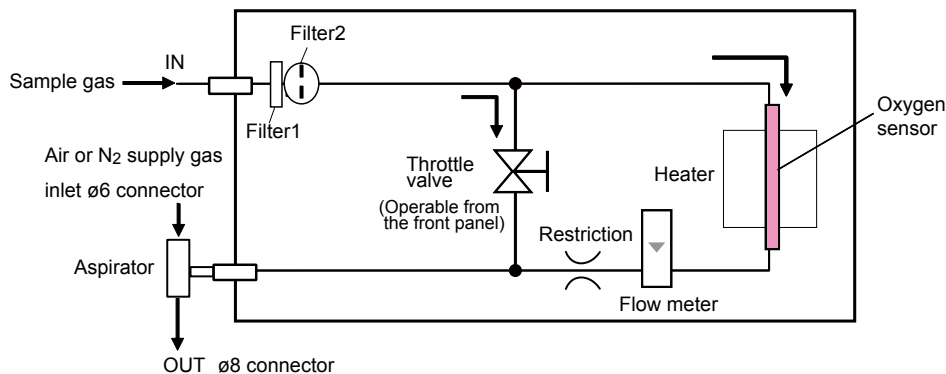 Filter2
IN
Sample gas
Filter1
Oxygen
sensor
Air or N2 supply gas
inlet ø6 connector
Throttle
valve
(Operable from
the front panel)
Heater
Restriction
Aspirator
Flow meter
OUT ø8 connector